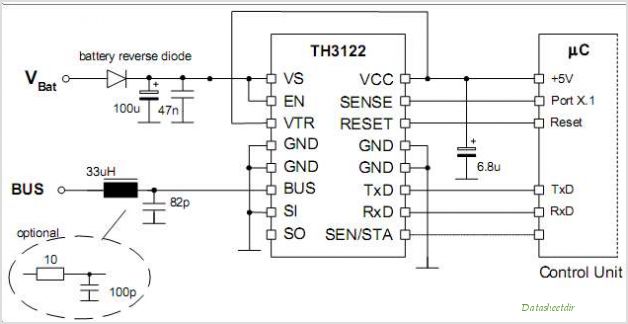 TH3122
µC
battery reverse diode
VBat
VS
VCC
+5V
100u
47n
EN
SENSE
Port X.1
VTR
RESET
Reset
GND
GND
33uH
GND
GND
6.8u
BUS
BUS
TxD
TxD
82p
SI
RxD
RxD
optional
SO
SEN/STA
10
100p
Control Unit
Datasheetdir